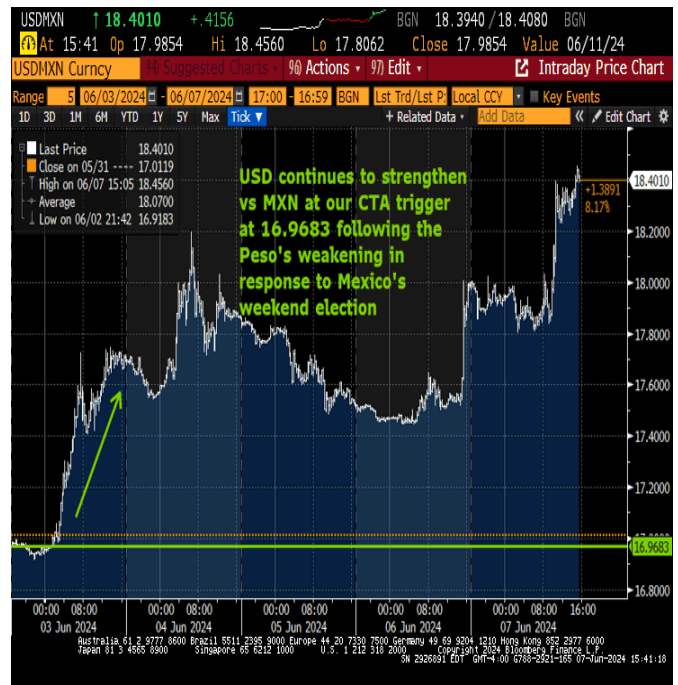 USDMXN ↑ 18.4010 +.4156 BGN 18.3940 / 18.4080 BGN
At 15:41 Op 17.9854 Hi 18.4560 Lo 17.8062 Close 17.9854 Value 06/11/24
USDMXN Curncy 94) Suggested Charts 96) Actions 97) Edit Intraday Price Chart
Range 5 06/03/2024 - 06/07/2024 17:00 - 16:59 BGN Lst Trd/Lst P: Local CCY Key Events
1D 3D 1M 6M YTD 1Y 5Y Max Tick ▼ + Related Data Add Data « Edit Chart
Last Price 18.4010
Close on 05/31 ---- 17.0119
High on 06/07 15:05 18.4560
Average 18.0700
Low on 06/02 21:42 16.9183
USD continues to strengthen
vs MXN at our CTA trigger
at 16.9683 following the
Peso's weakening in
response to Mexico's
weekend election
18.4010
+1.3891
8.17%
18.2000
18.0000
17.8000
17.6000
17.4000
17.2000
16.9683
16.8000
00:00 08:00 00:00 08:00 00:00 08:00 00:00 08:00 00:00 08:00 16:00
03 Jun 2024 04 Jun 2024 05 Jun 2024 06 Jun 2024 07 Jun 2024
Australia 61 2 9777 8600 Brazil 5511 2395 9000 Europe 44 20 7330 7500 Germany 49 69 9204 1210 Hong Kong 852 2977 6000
Japan 81 3 4565 8900 Singapore 65 6212 1000 U.S. 1 212 318 2000 Copyright 2024 Bloomberg Finance L.P.
SN 2926891 EDT GMT-4:00 G788-2921-165 07-Jun-2024 15:41:18